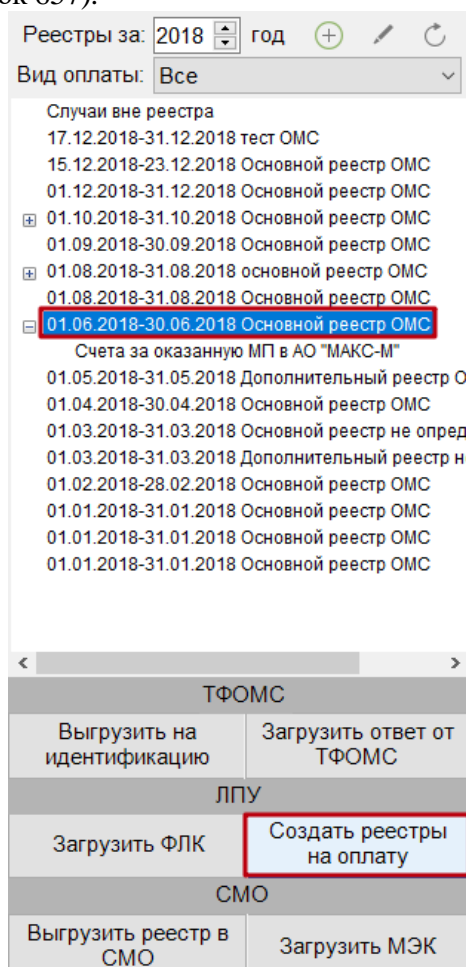 Реестры за: 2018 год
Вид оплаты: Все
Случаи вне реестра
17.12.2018-31.12.2018 тест ОМС
15.12.2018-23.12.2018 Основной реестр ОМС
01.12.2018-31.12.2018 Основной реестр ОМС
01.10.2018-31.10.2018 Основной реестр ОМС
01.09.2018-30.09.2018 Основной реестр ОМС
01.08.2018-31.08.2018 основной реестр ОМС
01.08.2018-31.08.2018 Основной реестр ОМС
01.06.2018-30.06.2018 Основной реестр ОМС
Счета за оказанную МП в АО "МАКС-М"
01.05.2018-31.05.2018 Дополнительный реестр О
01.04.2018-30.04.2018 Основной реестр ОМС
01.03.2018-31.03.2018 Основной реестр не опред
01.03.2018-31.03.2018 Дополнительный реестр н
01.02.2018-28.02.2018 Основной реестр ОМС
01.01.2018-31.01.2018 Основной реестр ОМС
01.01.2018-31.01.2018 Основной реестр ОМС
01.01.2018-31.01.2018 Основной реестр ОМС
ТФОМС
Выгрузить на идентификацию
Загрузить ответ от ТФОМС
ЛПУ
Загрузить ФЛК
Создать реестры на оплату
СМО
Выгрузить реестр в СМО
Загрузить МЭК